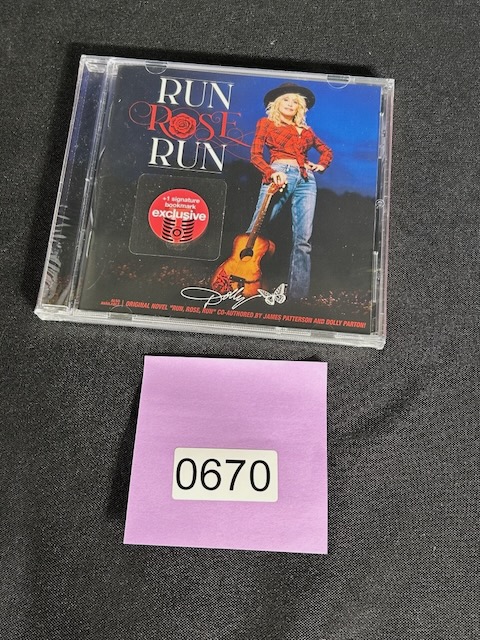 RUN
ROSE
RUN
+1 signature
bookmark
exclusive
Dolly
ORIGINAL NOVEL "RUN, ROSE, RUN" CO-AUTHORED BY JAMES PATTERSON AND DOLLY PARTON!
0670